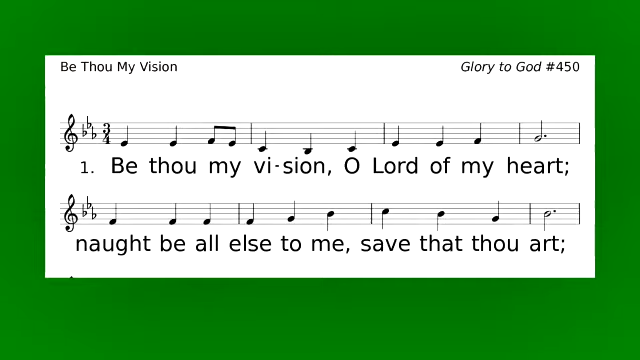 Be Thou My Vision
Glory to God #450
1. Be thou my vi-sion, O Lord of my heart;
naught be all else to me, save that thou art;